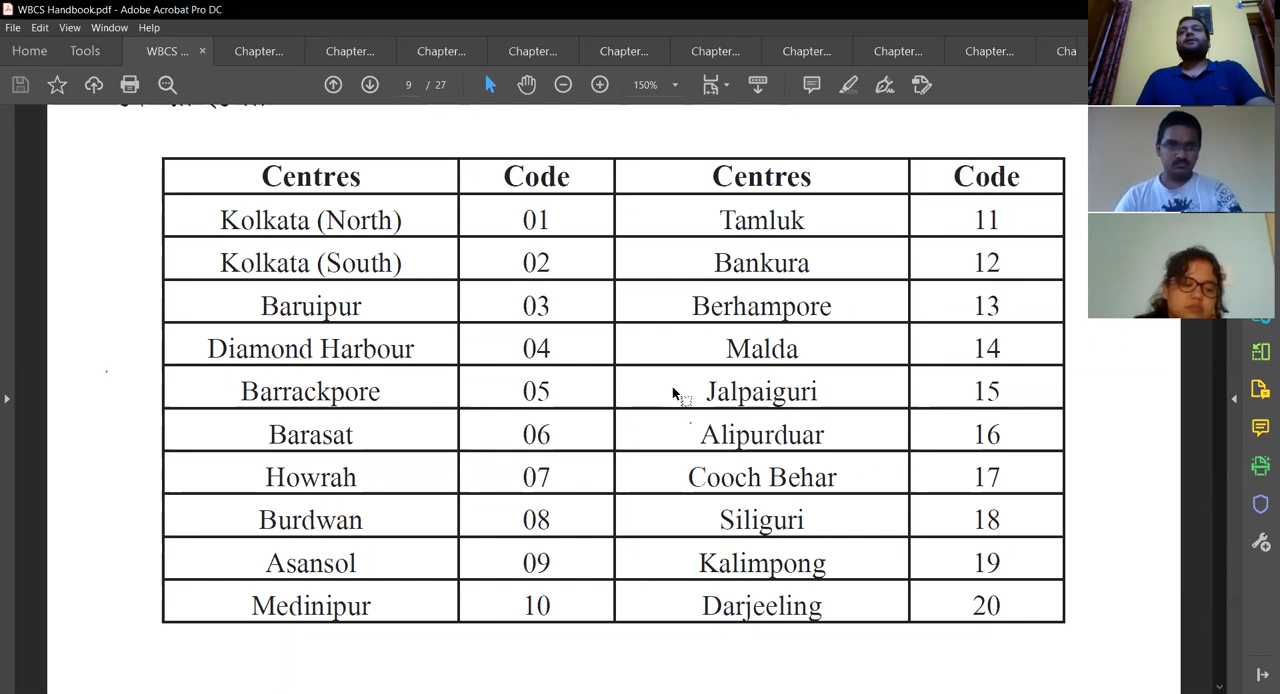 WBCS Handbook.pdf - Adobe Acrobat Pro DC
File Edit View Window Help
Home Tools WBCS ... × Chapter... Chapter... Chapter... Chapter... Chapter... Chapter... Chapter... Chapter... Chapter... Cha
9 / 27 150%
Centres Code Centres Code
Kolkata (North) 01 Tamluk 11
Kolkata (South) 02 Bankura 12
Baruipur 03 Berhampore 13
Diamond Harbour 04 Malda 14
Barrackpore 05 Jalpaiguri 15
Barasat 06 Alipurduar 16
Howrah 07 Cooch Behar 17
Burdwan 08 Siliguri 18
Asansol 09 Kalimpong 19
Medinipur 10 Darjeeling 20